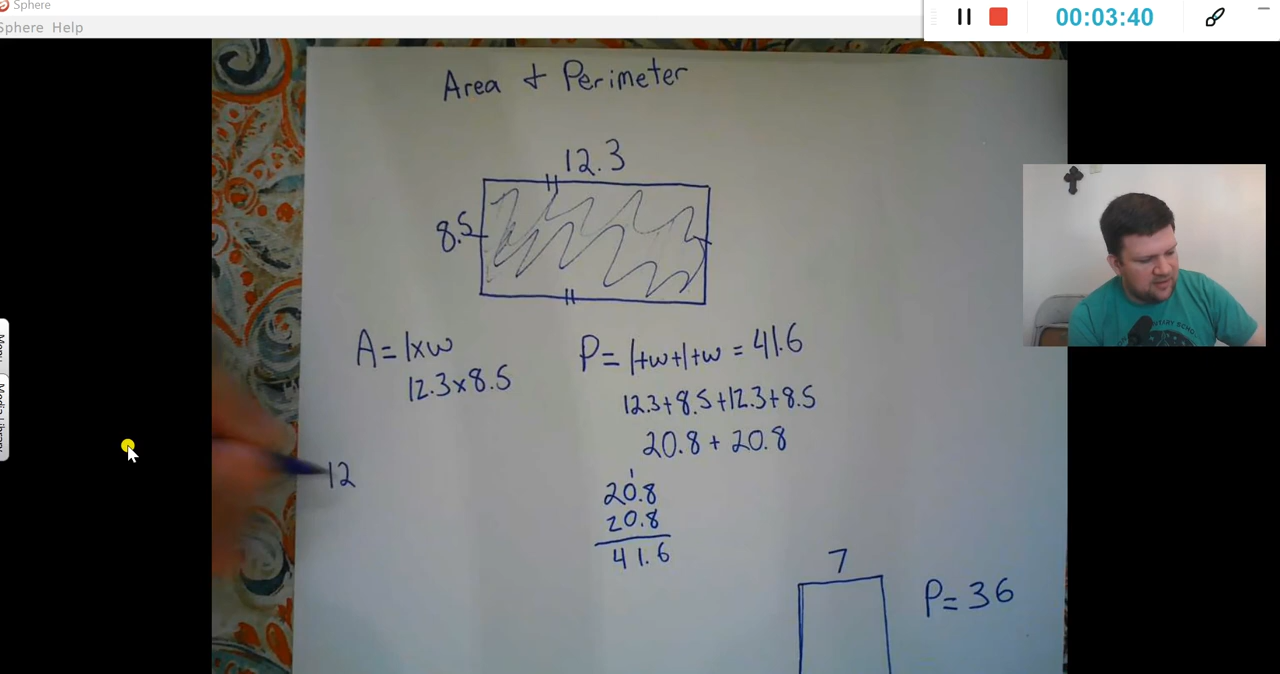 Sphere
Sphere Help
00:03:40
Area + Perimeter
12.3
8.5
A = l x w
12.3 x 8.5
P = l+w+l+w = 41.6
12.3+8.5+12.3+8.5
20.8 + 20.8
12
1
20.8
20.8
41.6
7
P = 36